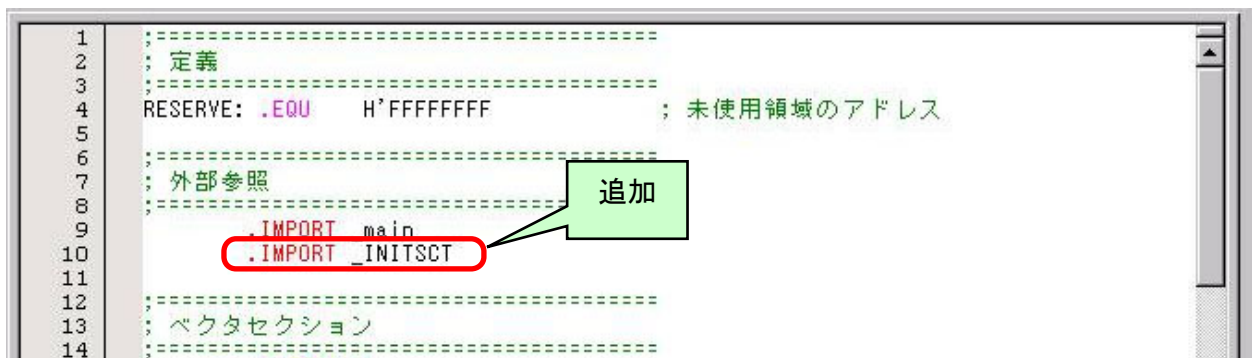 1 ;=======================================
2 ; 定義
3 ;=======================================
4 RESERVE: .EQU H'FFFFFFFF ; 未使用領域のアドレス
5
6 ;=======================================
7 ; 外部参照
8 ;=======================================
追加
9 .IMPORT _main
10 .IMPORT _INITSCT
11
12 ;=======================================
13 ; ベクタセクション
14 ;=======================================